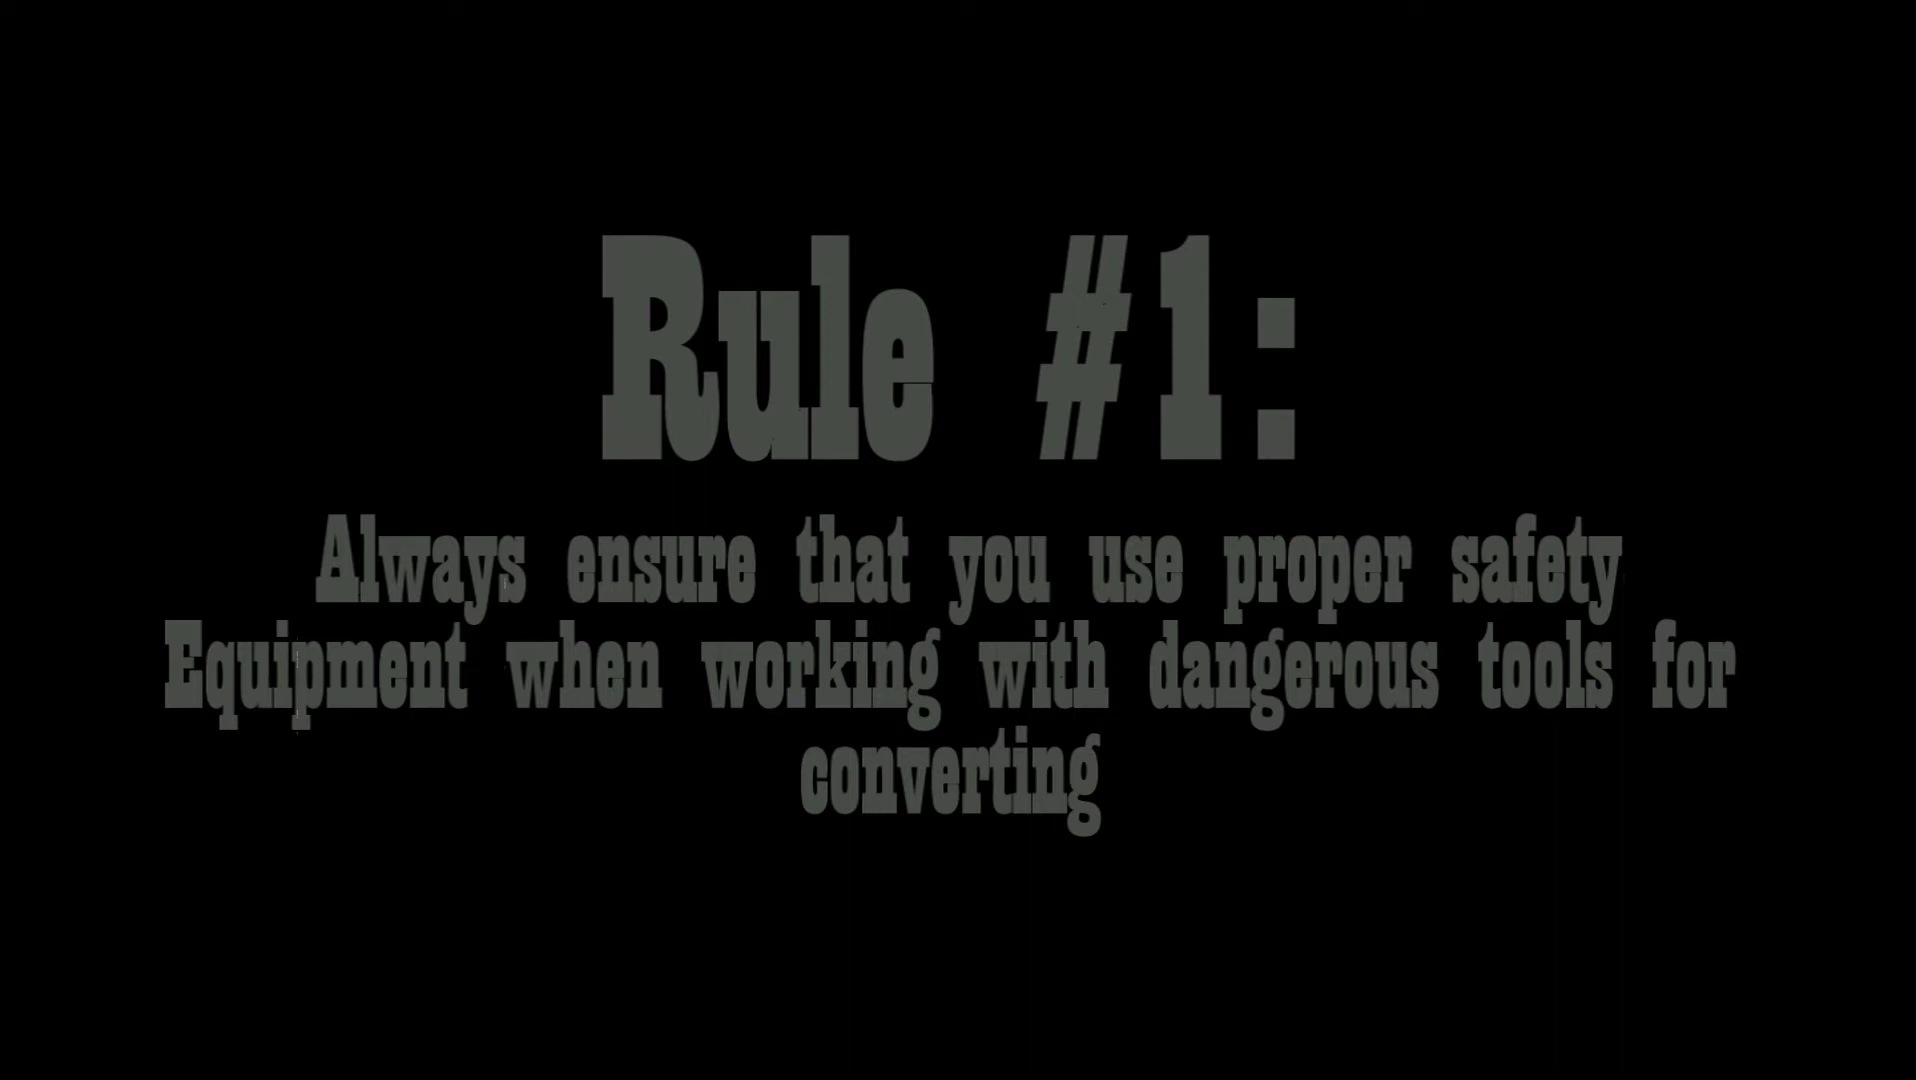 Rule #1:
Always ensure that you use proper safety
Equipment when working with dangerous tools for
converting